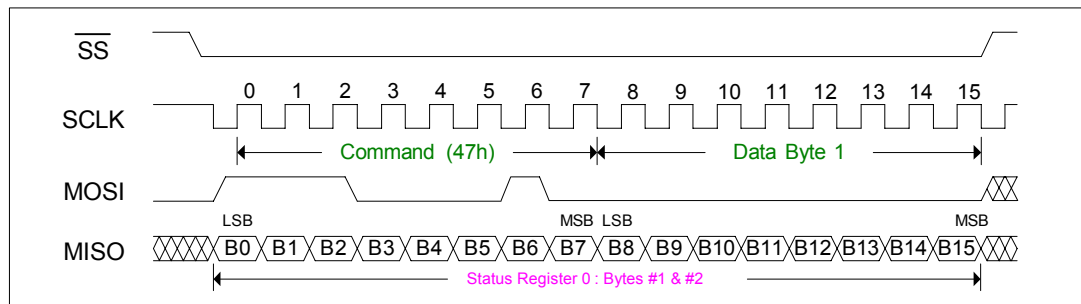 SS
0 1 2 3 4 5 6 7 8 9 10 11 12 13 14 15
SCLK
Command (47h) Data Byte 1
MOSI
LSB MSB LSB MSB
MISO B0 B1 B2 B3 B4 B5 B6 B7 B8 B9 B10 B11 B12 B13 B14 B15
Status Register 0 : Bytes #1 & #2